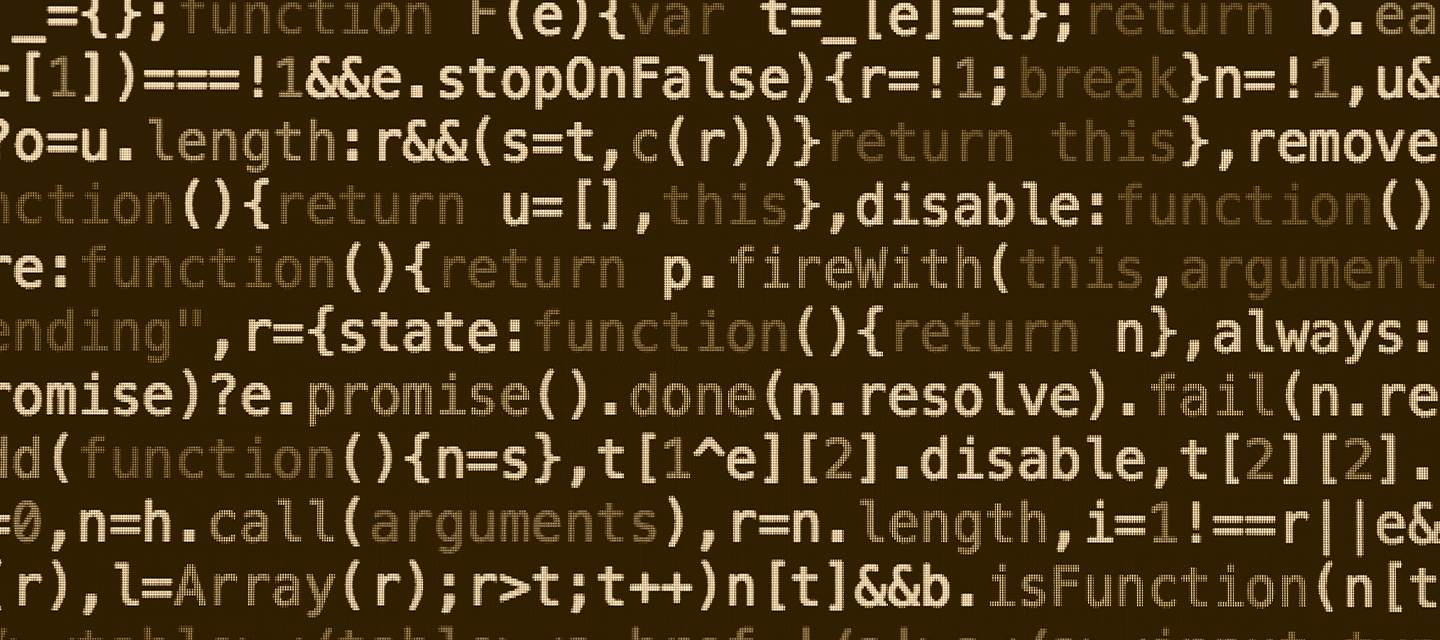 _={};function F(e){var t=_[e]={};return b.ea
t[1])===!1&&e.stopOnFalse){r=!1;break}n=!1,u&
?o=u.length:r&&(s=t,c(r))}return this},remove
nction(){return u=[],this},disable:function()
re:function(){return p.fireWith(this,argument
ending",r={state:function(){return n},always:
romise)?e.promise().done(n.resolve).fail(n.re
dd(function(){n=s},t[1^e][2].disable,t[2][2].
=0,n=h.call(arguments),r=n.length,i=1!==r||e&
(r),l=Array(r);r>t;t++)n[t]&&b.isFunction(n[t